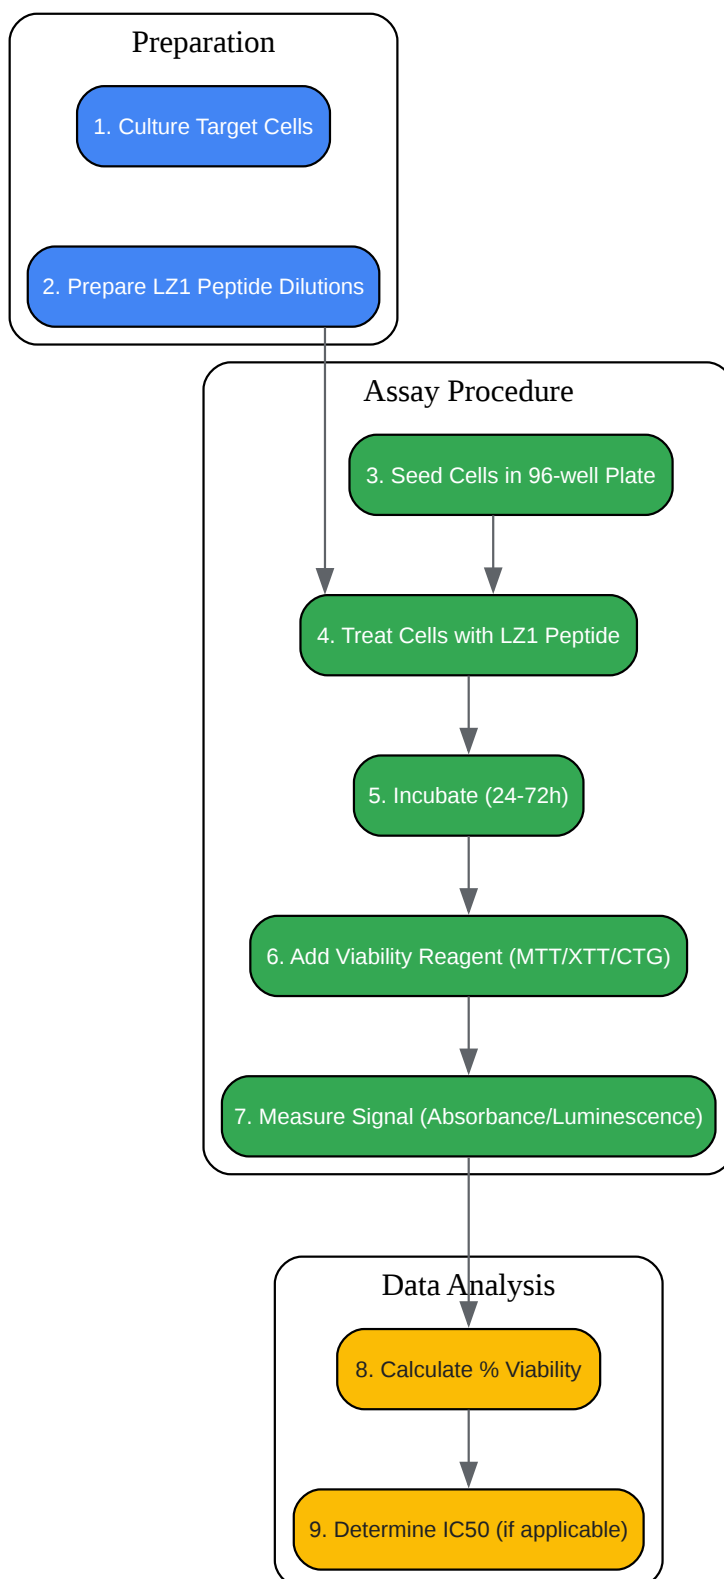 Preparation
1. Culture Target Cells
2. Prepare LZ1 Peptide Dilutions
Assay Procedure
3. Seed Cells in 96-well Plate
4. Treat Cells with LZ1 Peptide
5. Incubate (24-72h)
6. Add Viability Reagent (MTT/XTT/CTG)
7. Measure Signal (Absorbance/Luminescence)
Data Analysis
8. Calculate % Viability
9. Determine IC50 (if applicable)